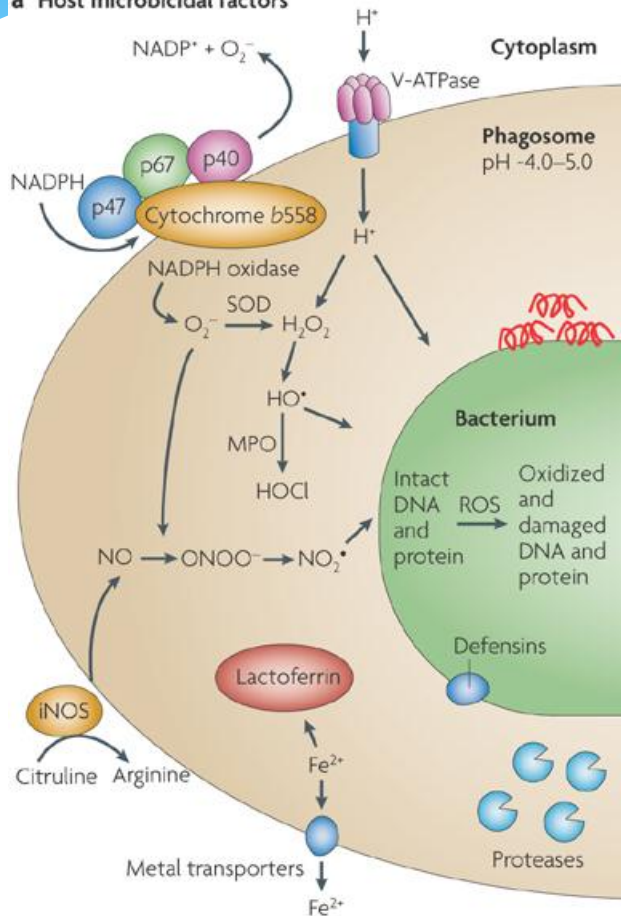 a Host microbicidal factors
H⁺
NADP⁺ + O₂⁻
Cytoplasm
V-ATPase
p67
p40
Phagosome
pH -4.0–5.0
NADPH
p47
Cytochrome b558
H⁺
NADPH oxidase
SOD
O₂⁻
H₂O₂
HO•
Bacterium
MPO
HOCl
Intact
DNA
and
protein
ROS
Oxidized
and
damaged
DNA and
protein
NO
ONOO⁻
NO₂•
Defensins
Lactoferrin
iNOS
Citruline
Arginine
Fe²⁺
Proteases
Metal transporters
Fe²⁺